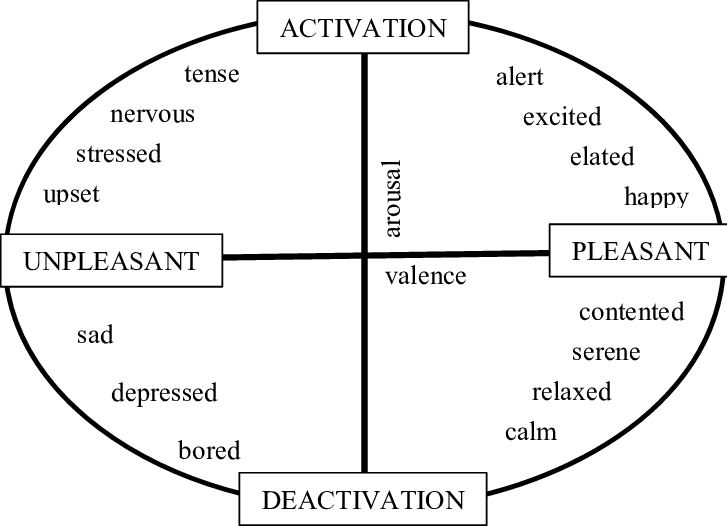 ACTIVATION
tense
alert
nervous
excited
stressed
elated
upset
happy
arousal
UNPLEASANT
PLEASANT
valence
sad
contented
serene
depressed
relaxed
bored
calm
DEACTIVATION